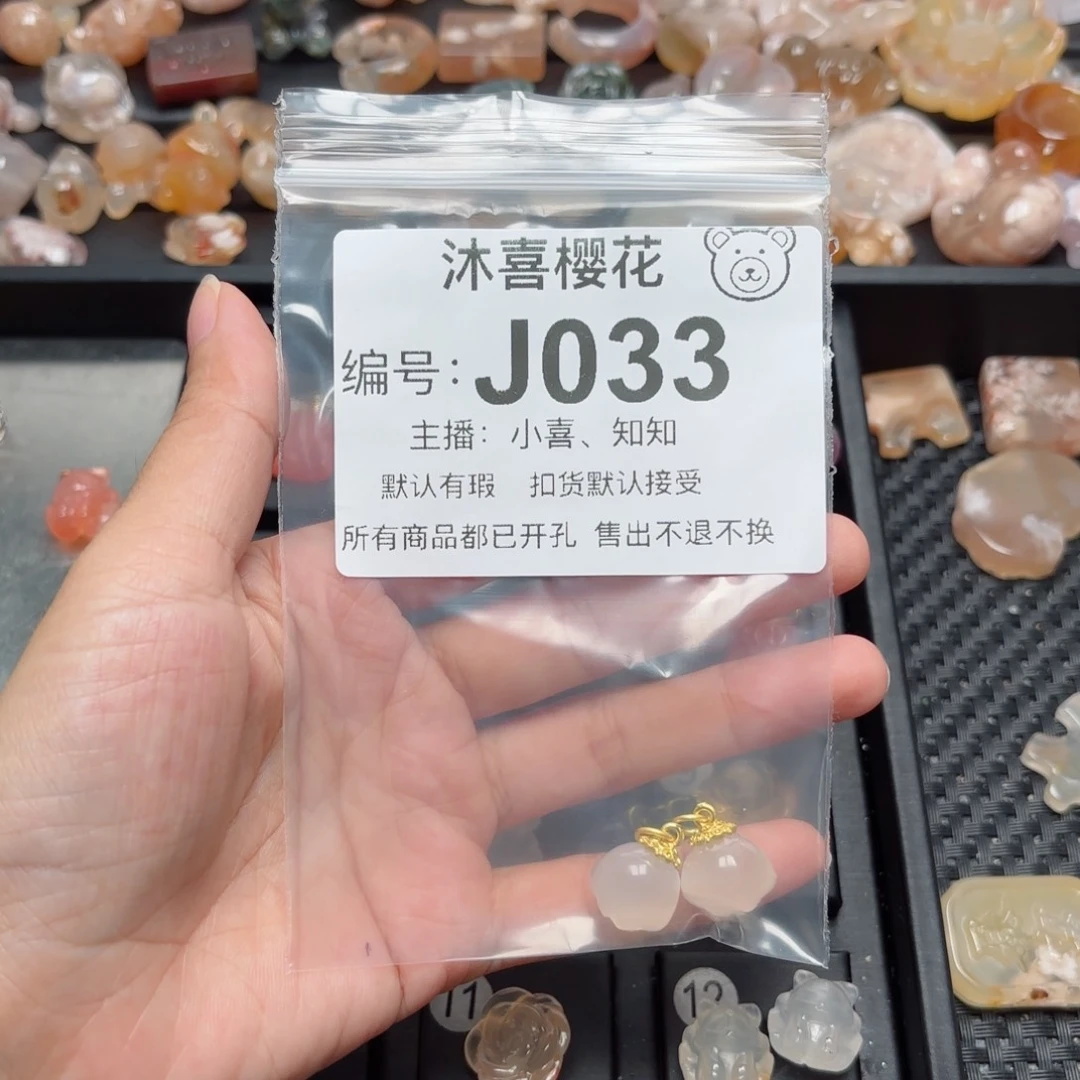 沐喜樱花
编号：J033
主播：小喜、知知
默认有瑕 扣货默认接受
所有商品都已开孔 售出不退不换
11
12